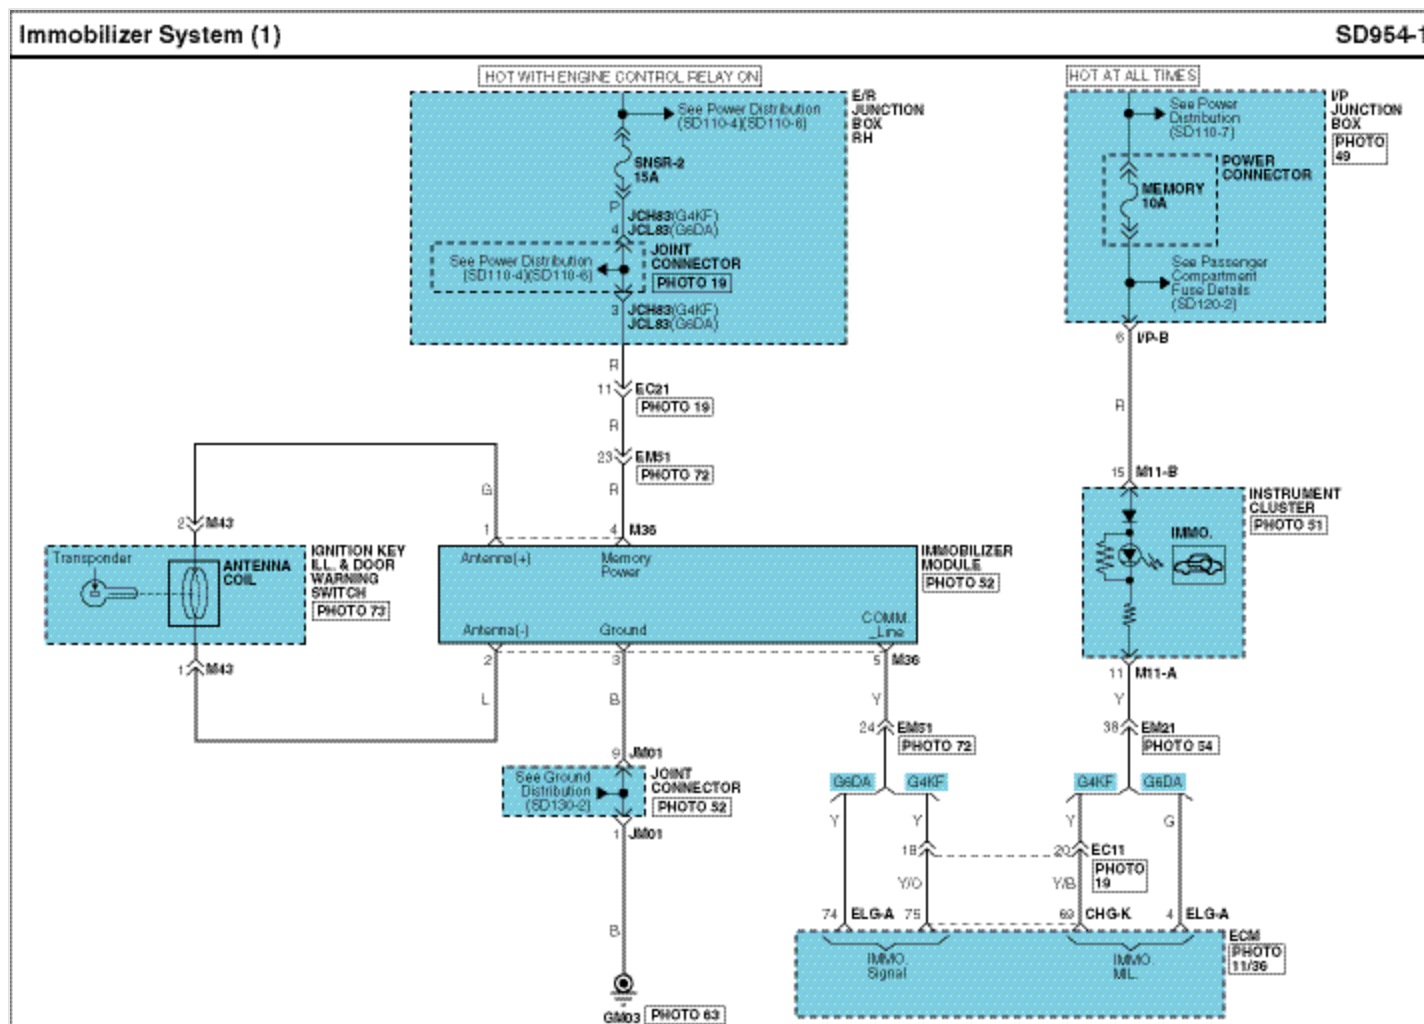 Immobilizer System (1)
SD954-1
HOT WITH ENGINE CONTROL RELAY ON
HOT AT ALL TIMES
See Power Distribution
(SD110-4)(SD110-6)
E/R
JUNCTION
BOX
RH
SNSR-2
15A
P
JCH83(G4KF)
4 JCL83(G6DA)
See Power Distribution
(SD110-4)(SD110-6)
JOINT
CONNECTOR
PHOTO 19
3 JCH83(G4KF)
JCL83(G6DA)
See Power
Distribution
(SD110-7)
I/P
JUNCTION
BOX
PHOTO
49
POWER
CONNECTOR
MEMORY
10A
See Passenger
Compartment
Fuse Details
(SD120-2)
6 I/P-B
R
11 EC21
PHOTO 19
R
R
23 EM51
PHOTO 72
R
G
15 M11-B
2 M43
1
4 M36
INSTRUMENT
CLUSTER
PHOTO 51
IMMO.
Transponder
ANTENNA
COIL
IGNITION KEY
ILL. & DOOR
WARNING
SWITCH
PHOTO 73
Antenna(+)
Memory
Power
IMMOBILIZER
MODULE
PHOTO 52
Antenna(-)
Ground
COMM.
_Line
1 M43
2
3
5 M36
11 M11-A
L
B
Y
Y
24 EM51
PHOTO 72
38 EM21
PHOTO 54
9 JM01
See Ground
Distribution
(SD130-2)
JOINT
CONNECTOR
PHOTO 52
1 JM01
G6DA
G4KF
G4KF
G6DA
Y
Y
Y
G
18
20 EC11
PHOTO
19
Y/O
Y/B
74 ELG-A
75
69 CHG-K
4 ELG-A
B
IMMO.
Signal
IMMO.
MIL.
ECM
PHOTO
11/36
GM03
PHOTO 63